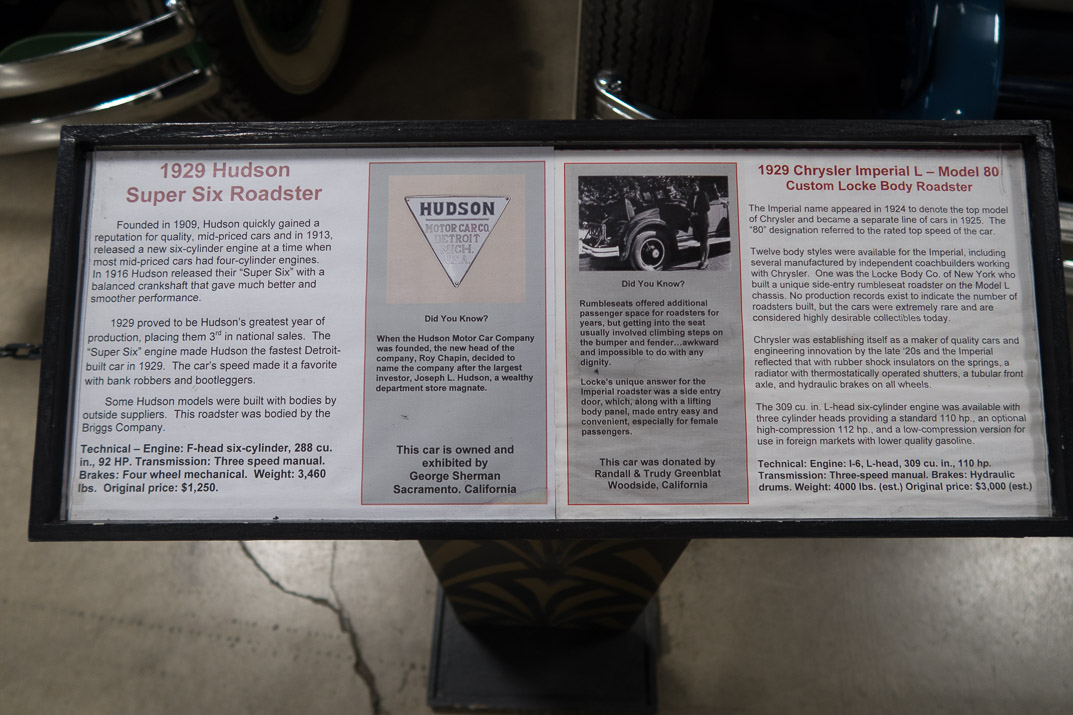 1929 Hudson
Super Six Roadster
Founded in 1909, Hudson quickly gained a
reputation for quality, mid-priced cars and in 1913,
released a new six-cylinder engine at a time when
most mid-priced cars had four-cylinder engines.
In 1916 Hudson released their “Super Six” with a
balanced crankshaft that gave much better and
smoother performance.
1929 proved to be Hudson's greatest year of
production, placing them 3rd in national sales. The
“Super Six” engine made Hudson the fastest Detroit-
built car in 1929. The car's speed made it a favorite
with bank robbers and bootleggers.
Some Hudson models were built with bodies by
outside suppliers. This roadster was bodied by the
Briggs Company.
Technical – Engine: F-head six-cylinder, 288 cu.
in., 92 HP. Transmission: Three speed manual.
Brakes: Four wheel mechanical. Weight: 3,460
lbs. Original price: $1,250.
HUDSON
MOTOR CAR CO.
DETROIT
MICH.
U.S.A.
Did You Know?
When the Hudson Motor Car Company
was founded, the new head of the
company, Roy Chapin, decided to
name the company after the largest
investor, Joseph L. Hudson, a wealthy
department store magnate.
This car is owned and
exhibited by
George Sherman
Sacramento. California
Did You Know?
Rumbleseats offered additional
passenger space for roadsters for
years, but getting into the seat
usually involved climbing steps on
the bumper and fender…awkward
and impossible to do with any
dignity.
Locke's unique answer for the
Imperial roadster was a side entry
door, which, along with a lifting
body panel, made entry easy and
convenient, especially for female
passengers.
This car was donated by
Randall & Trudy Greenblat
Woodside, California
1929 Chrysler Imperial L – Model 80
Custom Locke Body Roadster
The Imperial name appeared in 1924 to denote the top model
of Chrysler and became a separate line of cars in 1925. The
“80” designation referred to the rated top speed of the car.
Twelve body styles were available for the Imperial, including
several manufactured by independent coachbuilders working
with Chrysler. One was the Locke Body Co. of New York who
built a unique side-entry rumbleseat roadster on the Model L
chassis. No production records exist to indicate the number of
roadsters built, but the cars were extremely rare and are
considered highly desirable collectibles today.
Chrysler was establishing itself as a maker of quality cars and
engineering innovation by the late '20s and the Imperial
reflected that with rubber shock insulators on the springs, a
radiator with thermostatically operated shutters, a tubular front
axle, and hydraulic brakes on all wheels.
The 309 cu. in. L-head six-cylinder engine was available with
three cylinder heads providing a standard 110 hp., an optional
high-compression 112 hp., and a low-compression version for
use in foreign markets with lower quality gasoline.
Technical: Engine: I-6, L-head, 309 cu. in., 110 hp.
Transmission: Three-speed manual. Brakes: Hydraulic
drums. Weight: 4000 lbs. (est.) Original price: $3,000 (est.)